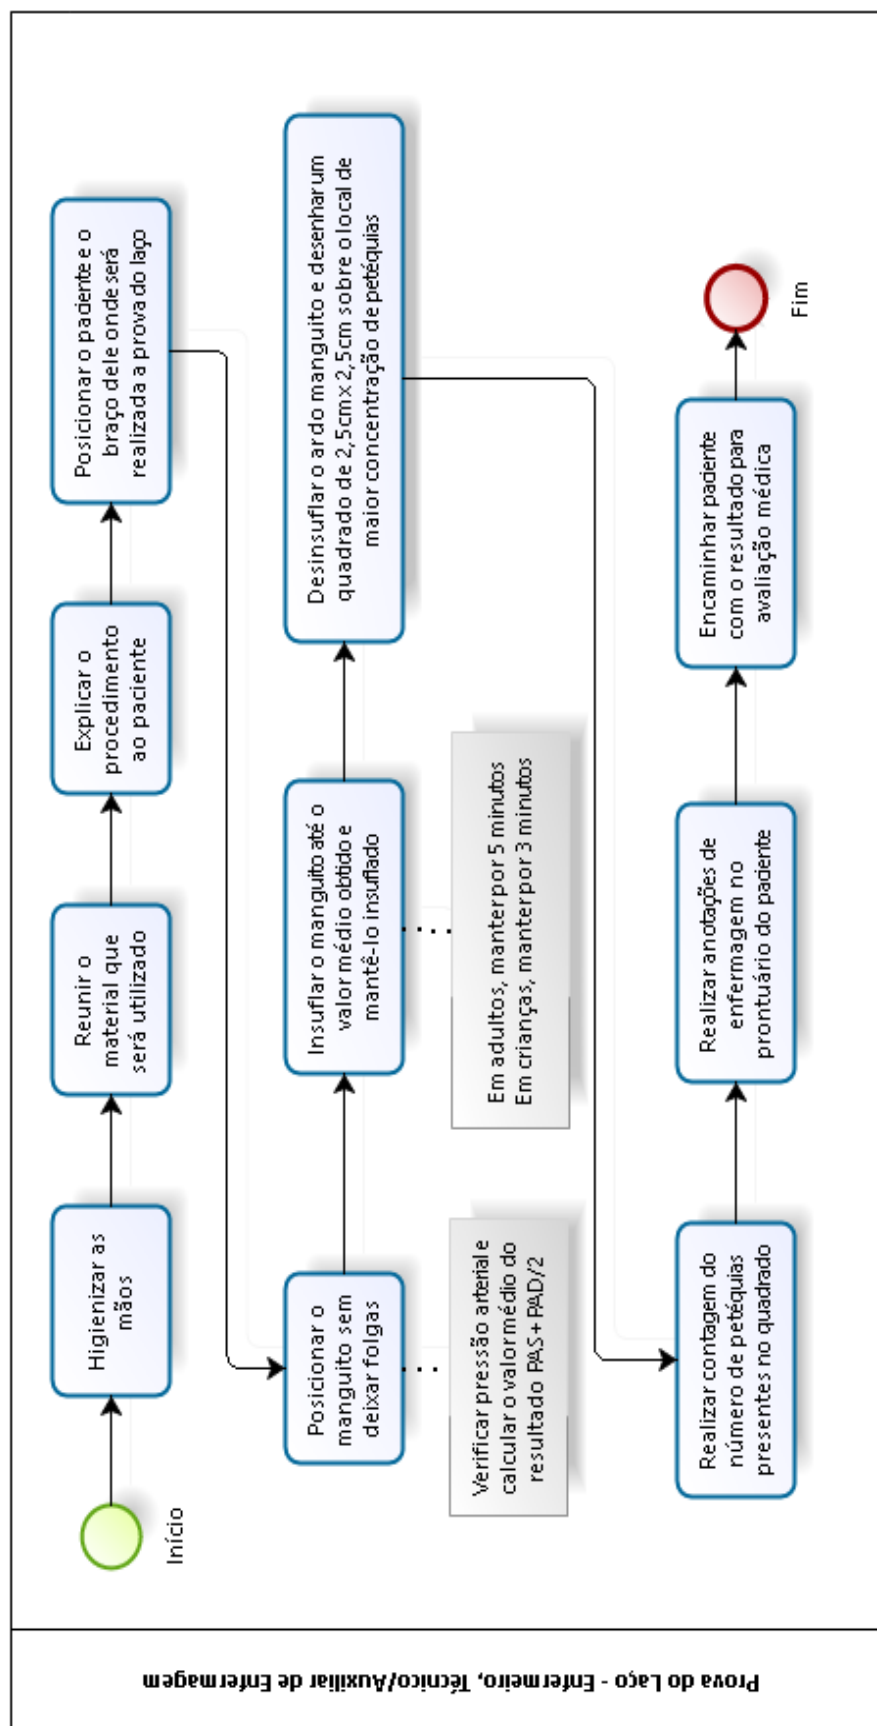 Prova do Laço - Enfermeiro, Técnico/Auxiliar de Enfermagem
Início
Higienizar as
mãos
Reunir o
material que
será utilizado
Explicar o
procedimento
ao paciente
Posicionar o paciente e o
braço dele onde será
realizada a prova do laço
Posicionar o
manguito sem
deixar folgas
Verificar pressão arterial e
calcular o valor médio do
resultado PAS + PAD/2
Insuflar o manguito até o
valor médio obtido e
mantê-lo insuflado
Em adultos, manter por 5 minutos
Em crianças, manter por 3 minutos
Desinsuflar o ar do manguito e desenhar um
quadrado de 2,5cm x 2,5cm sobre o local de
maior concentração de petéquias
Realizar contagem do
número de petéquias
presentes no quadrado
Realizar anotações de
enfermagem no
prontuário do paciente
Encaminhar paciente
com o resultado para
avaliação médica
Fim